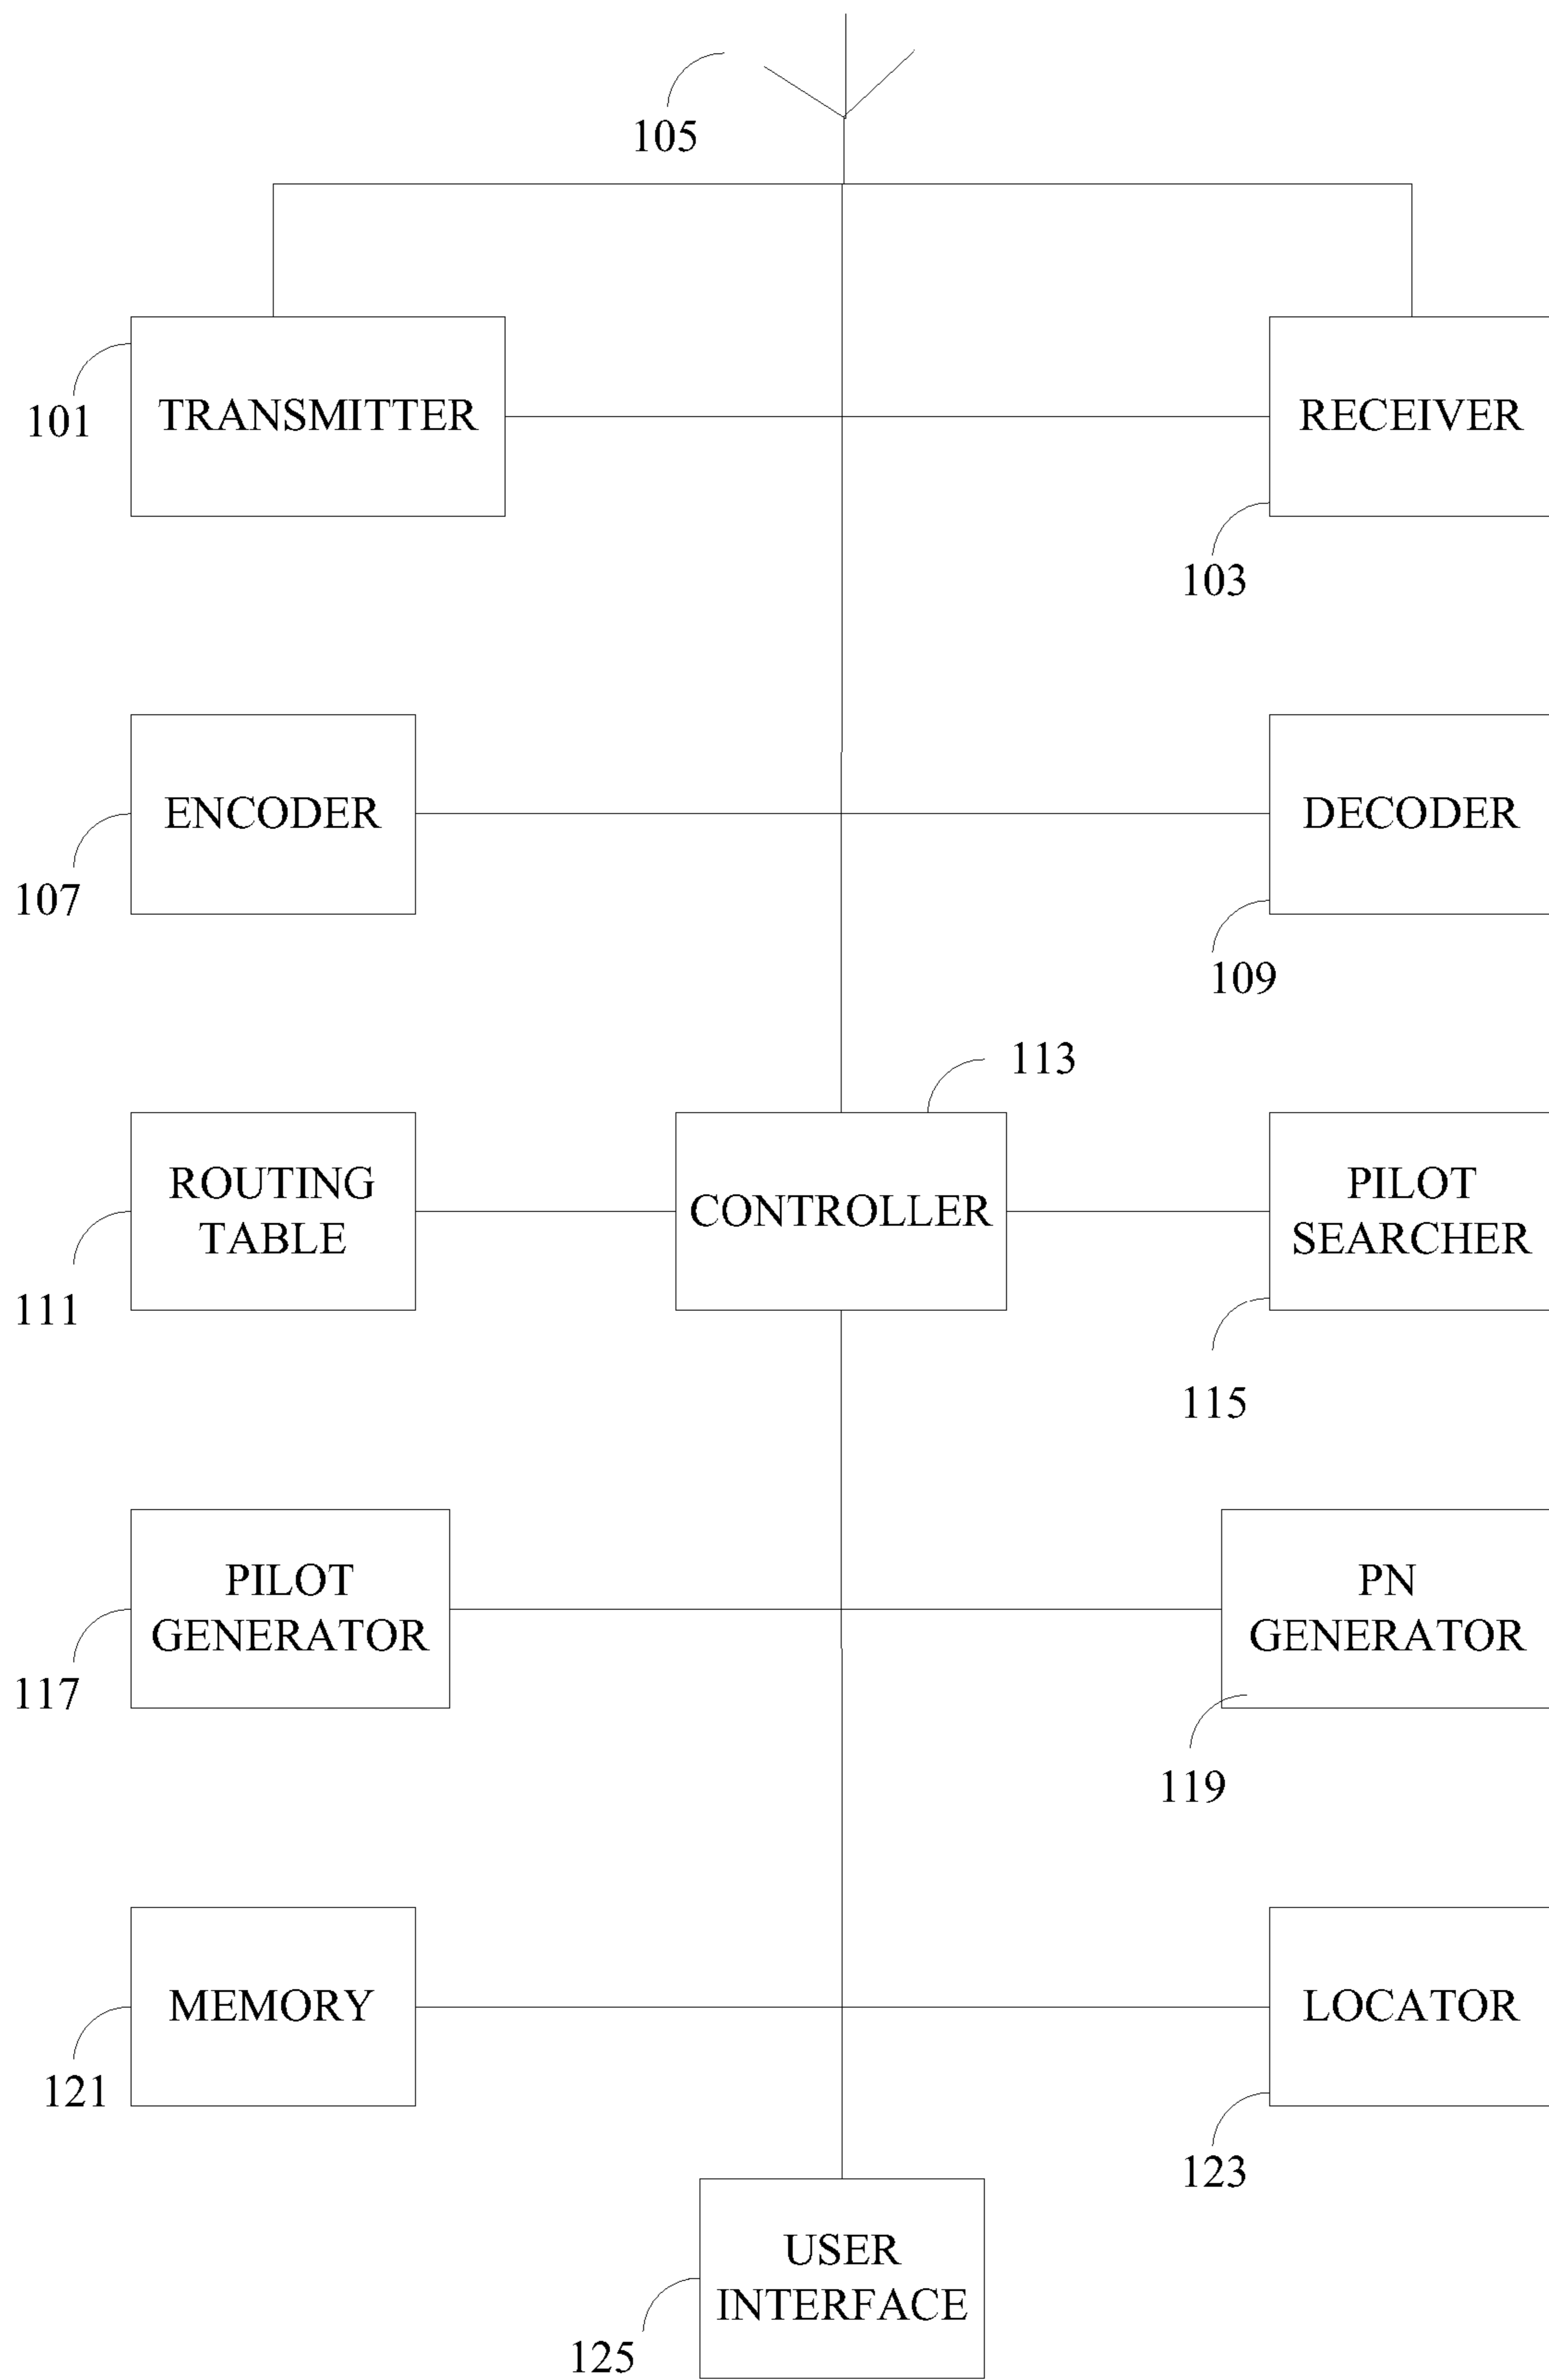 105
TRANSMITTER
RECEIVER
101
103
ENCODER
DECODER
107
109
113
ROUTING
TABLE
CONTROLLER
PILOT
SEARCHER
111
115
PILOT
GENERATOR
PN
GENERATOR
117
119
MEMORY
LOCATOR
121
123
USER
INTERFACE
125